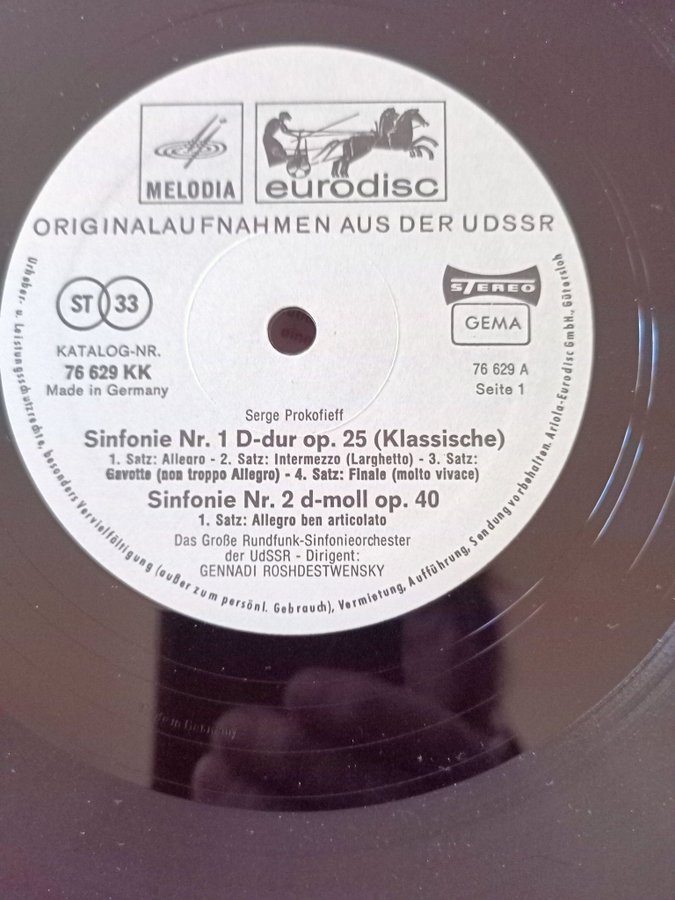 MELODIA
eurodisc
ORIGINALAUFNAHMEN AUS DER UDSSR
ST 33
STEREO
GEMA
KATALOG-NR.
76 629 KK
Made in Germany
76 629 A
Seite 1
Serge Prokofieff
Sinfonie Nr. 1 D-dur op. 25 (Klassische)
1. Satz: Allegro - 2. Satz: Intermezzo (Larghetto) - 3. Satz:
Gavotte (non troppo Allegro) - 4. Satz: Finale (molto vivace)
Sinfonie Nr. 2 d-moll op. 40
1. Satz: Allegro ben articolato
Das Große Rundfunk-Sinfonieorchester
der UdSSR - Dirigent:
GENNADI ROSHDESTWENSKY
Urheber- u. Leistungsschutzrechte, besonders Vervielfältigung (außer zum persönl. Gebrauch), Vermietung, Aufführung, Sendung vorbehalten. Ariola-Eurodisc GmbH., Gütersloh
Made in Germany